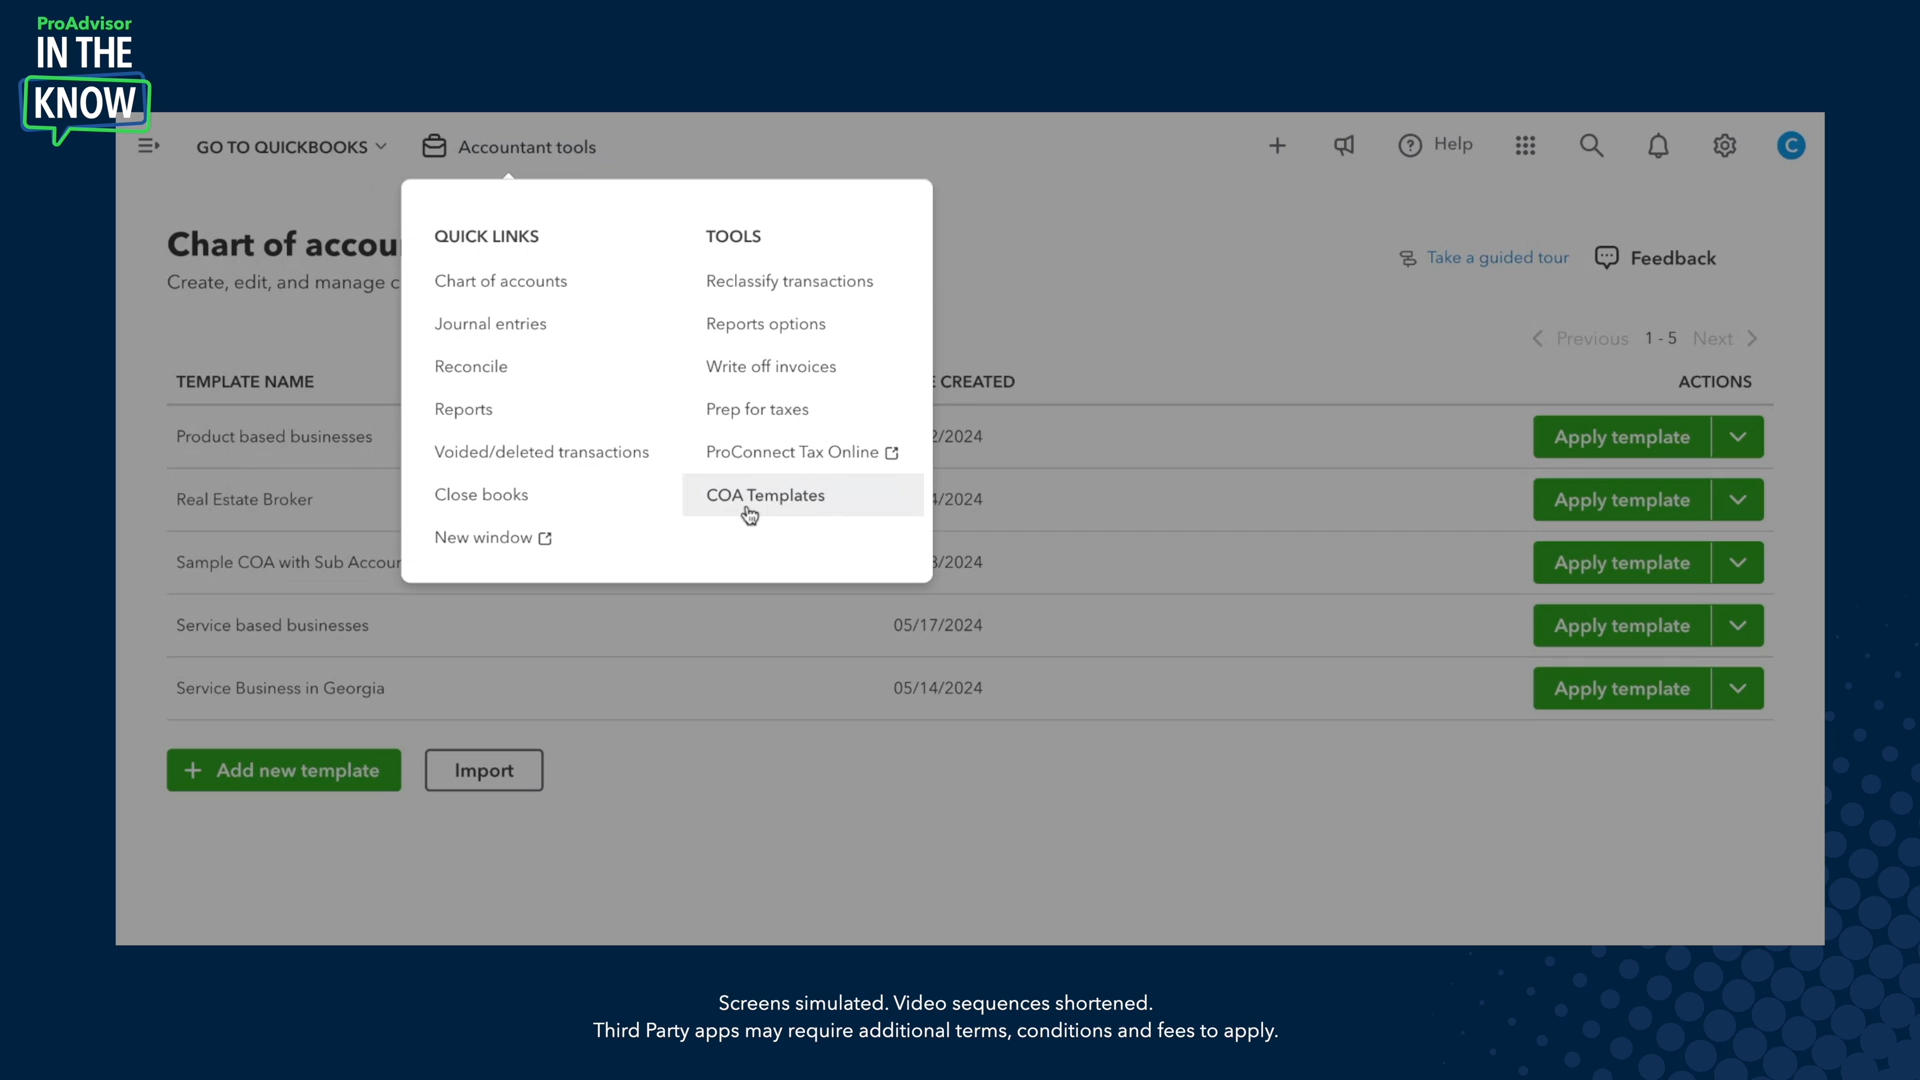 ProAdvisor
IN THE
KNOW
GO TO QUICKBOOKS
Accountant tools
Help
C
Chart of accou
Create, edit, and manage c
Take a guided tour
Feedback
Previous 1 - 5 Next
QUICK LINKS
Chart of accounts
Journal entries
Reconcile
Reports
Voided/deleted transactions
Close books
New window
TOOLS
Reclassify transactions
Reports options
Write off invoices
Prep for taxes
ProConnect Tax Online
COA Templates
TEMPLATE NAME
CREATED
ACTIONS
Product based businesses
2/2024
Apply template
Real Estate Broker
4/2024
Apply template
Sample COA with Sub Accour
3/2024
Apply template
Service based businesses
05/17/2024
Apply template
Service Business in Georgia
05/14/2024
Apply template
Add new template
Import
Screens simulated. Video sequences shortened.
Third Party apps may require additional terms, conditions and fees to apply.